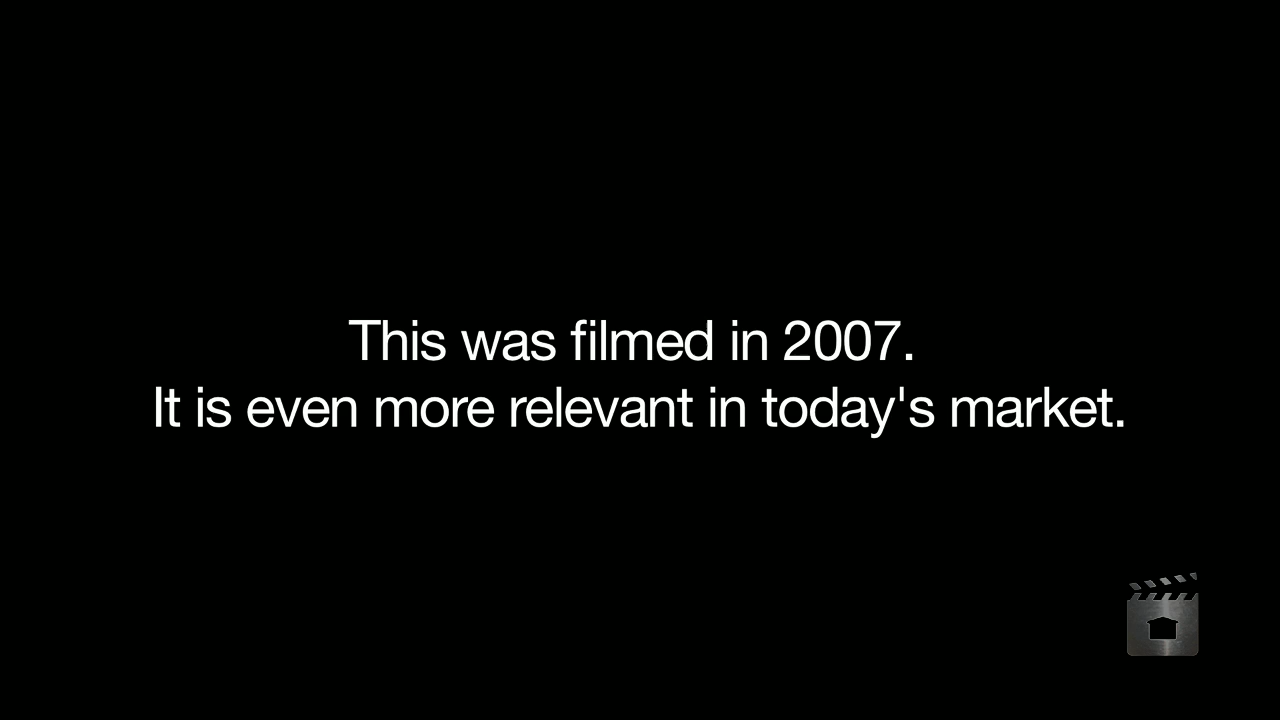 This was filmed in 2007.
It is even more relevant in today's market.